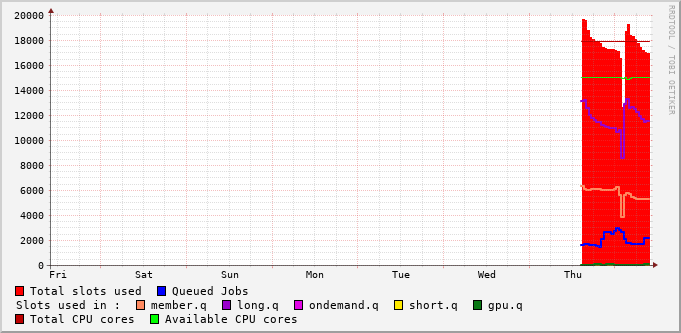 20000
18000
16000
14000
12000
10000
8000
6000
4000
2000
0
Fri Sat Sun Mon Tue Wed Thu
RRDTOOL / TOBI OETIKER
Total slots used Queued Jobs
Slots used in : member.q long.q ondemand.q short.q gpu.q
Total CPU cores Available CPU cores